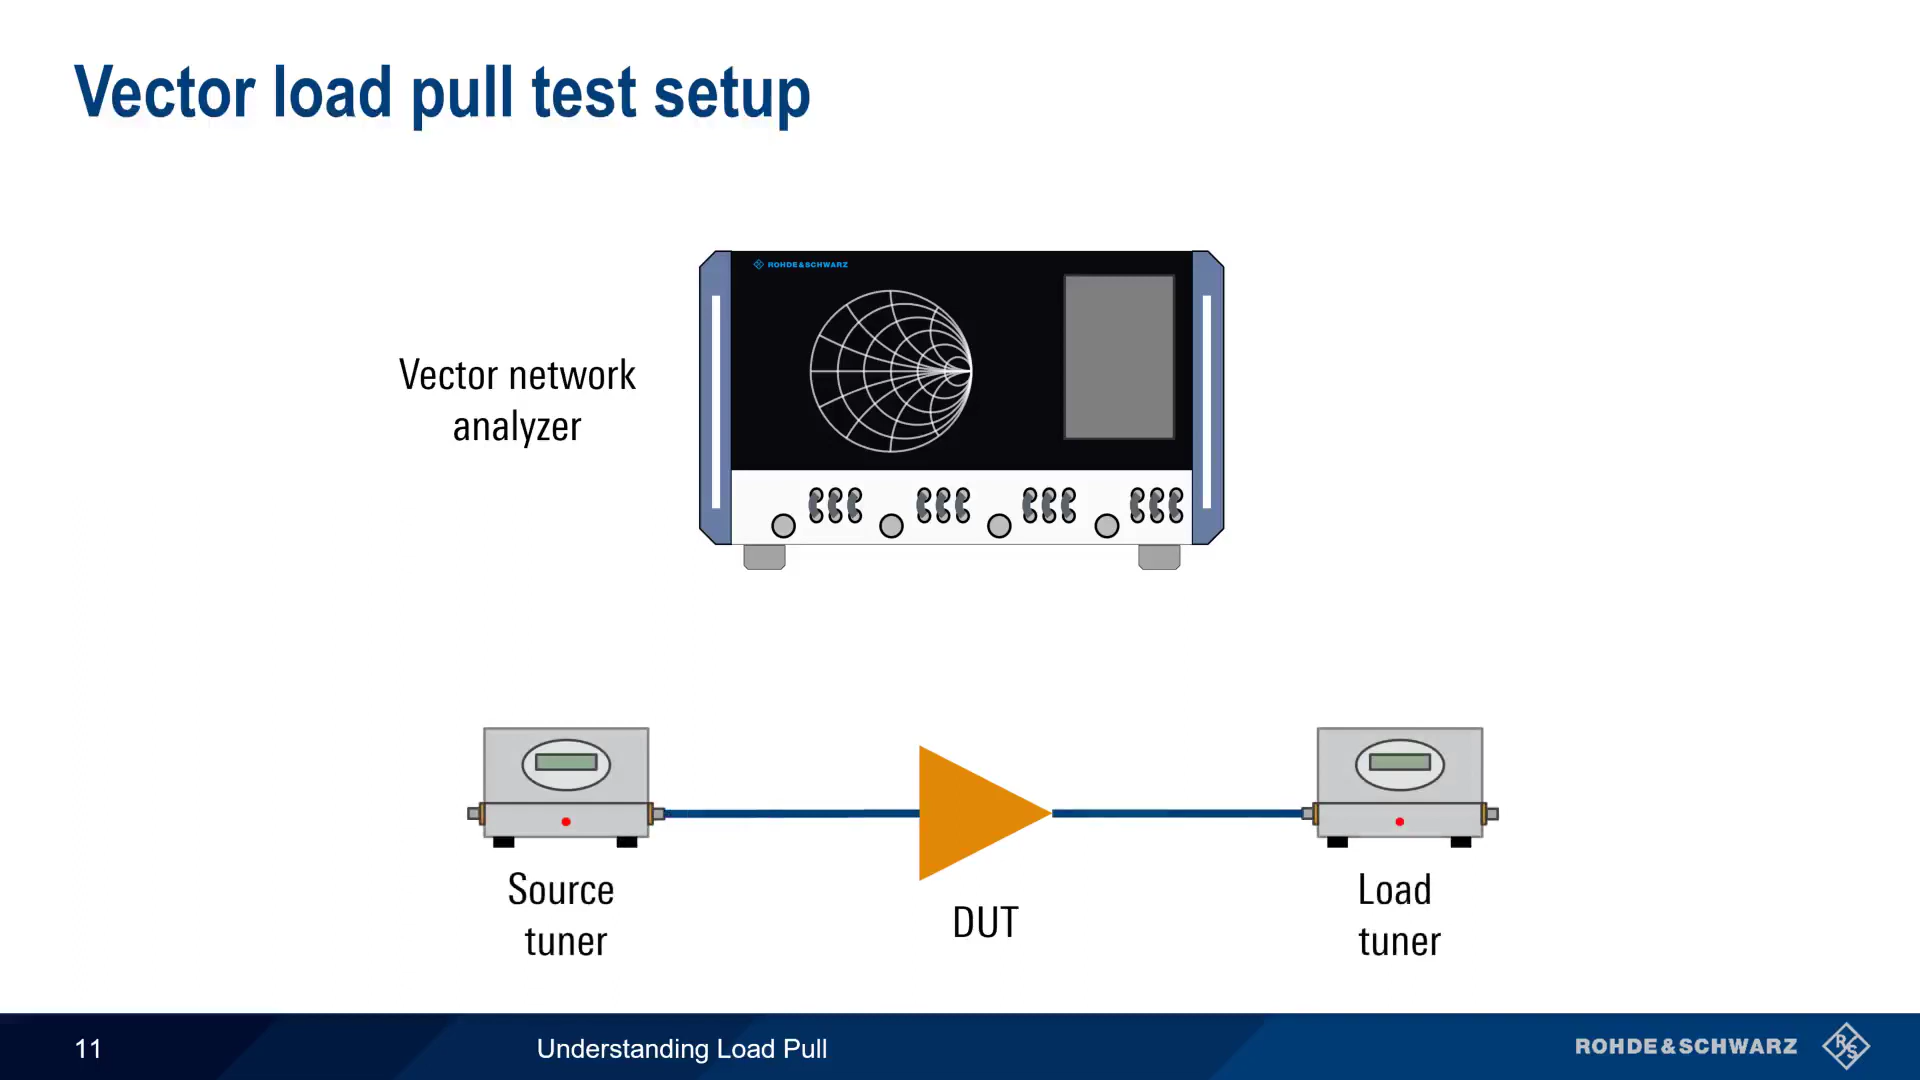 Vector load pull test setup
ROHDE&SCHWARZ
Vector network
analyzer
Source
tuner
DUT
Load
tuner
11
Understanding Load Pull
ROHDE&SCHWARZ
R
S